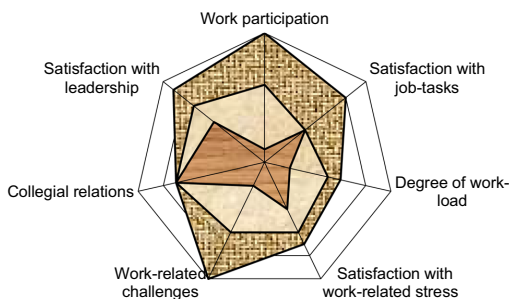 Work participation
Satisfaction with
leadership
Satisfaction with
job-tasks
Collegial relations
Degree of work-
load
Work-related
challenges
Satisfaction with
work-related stress